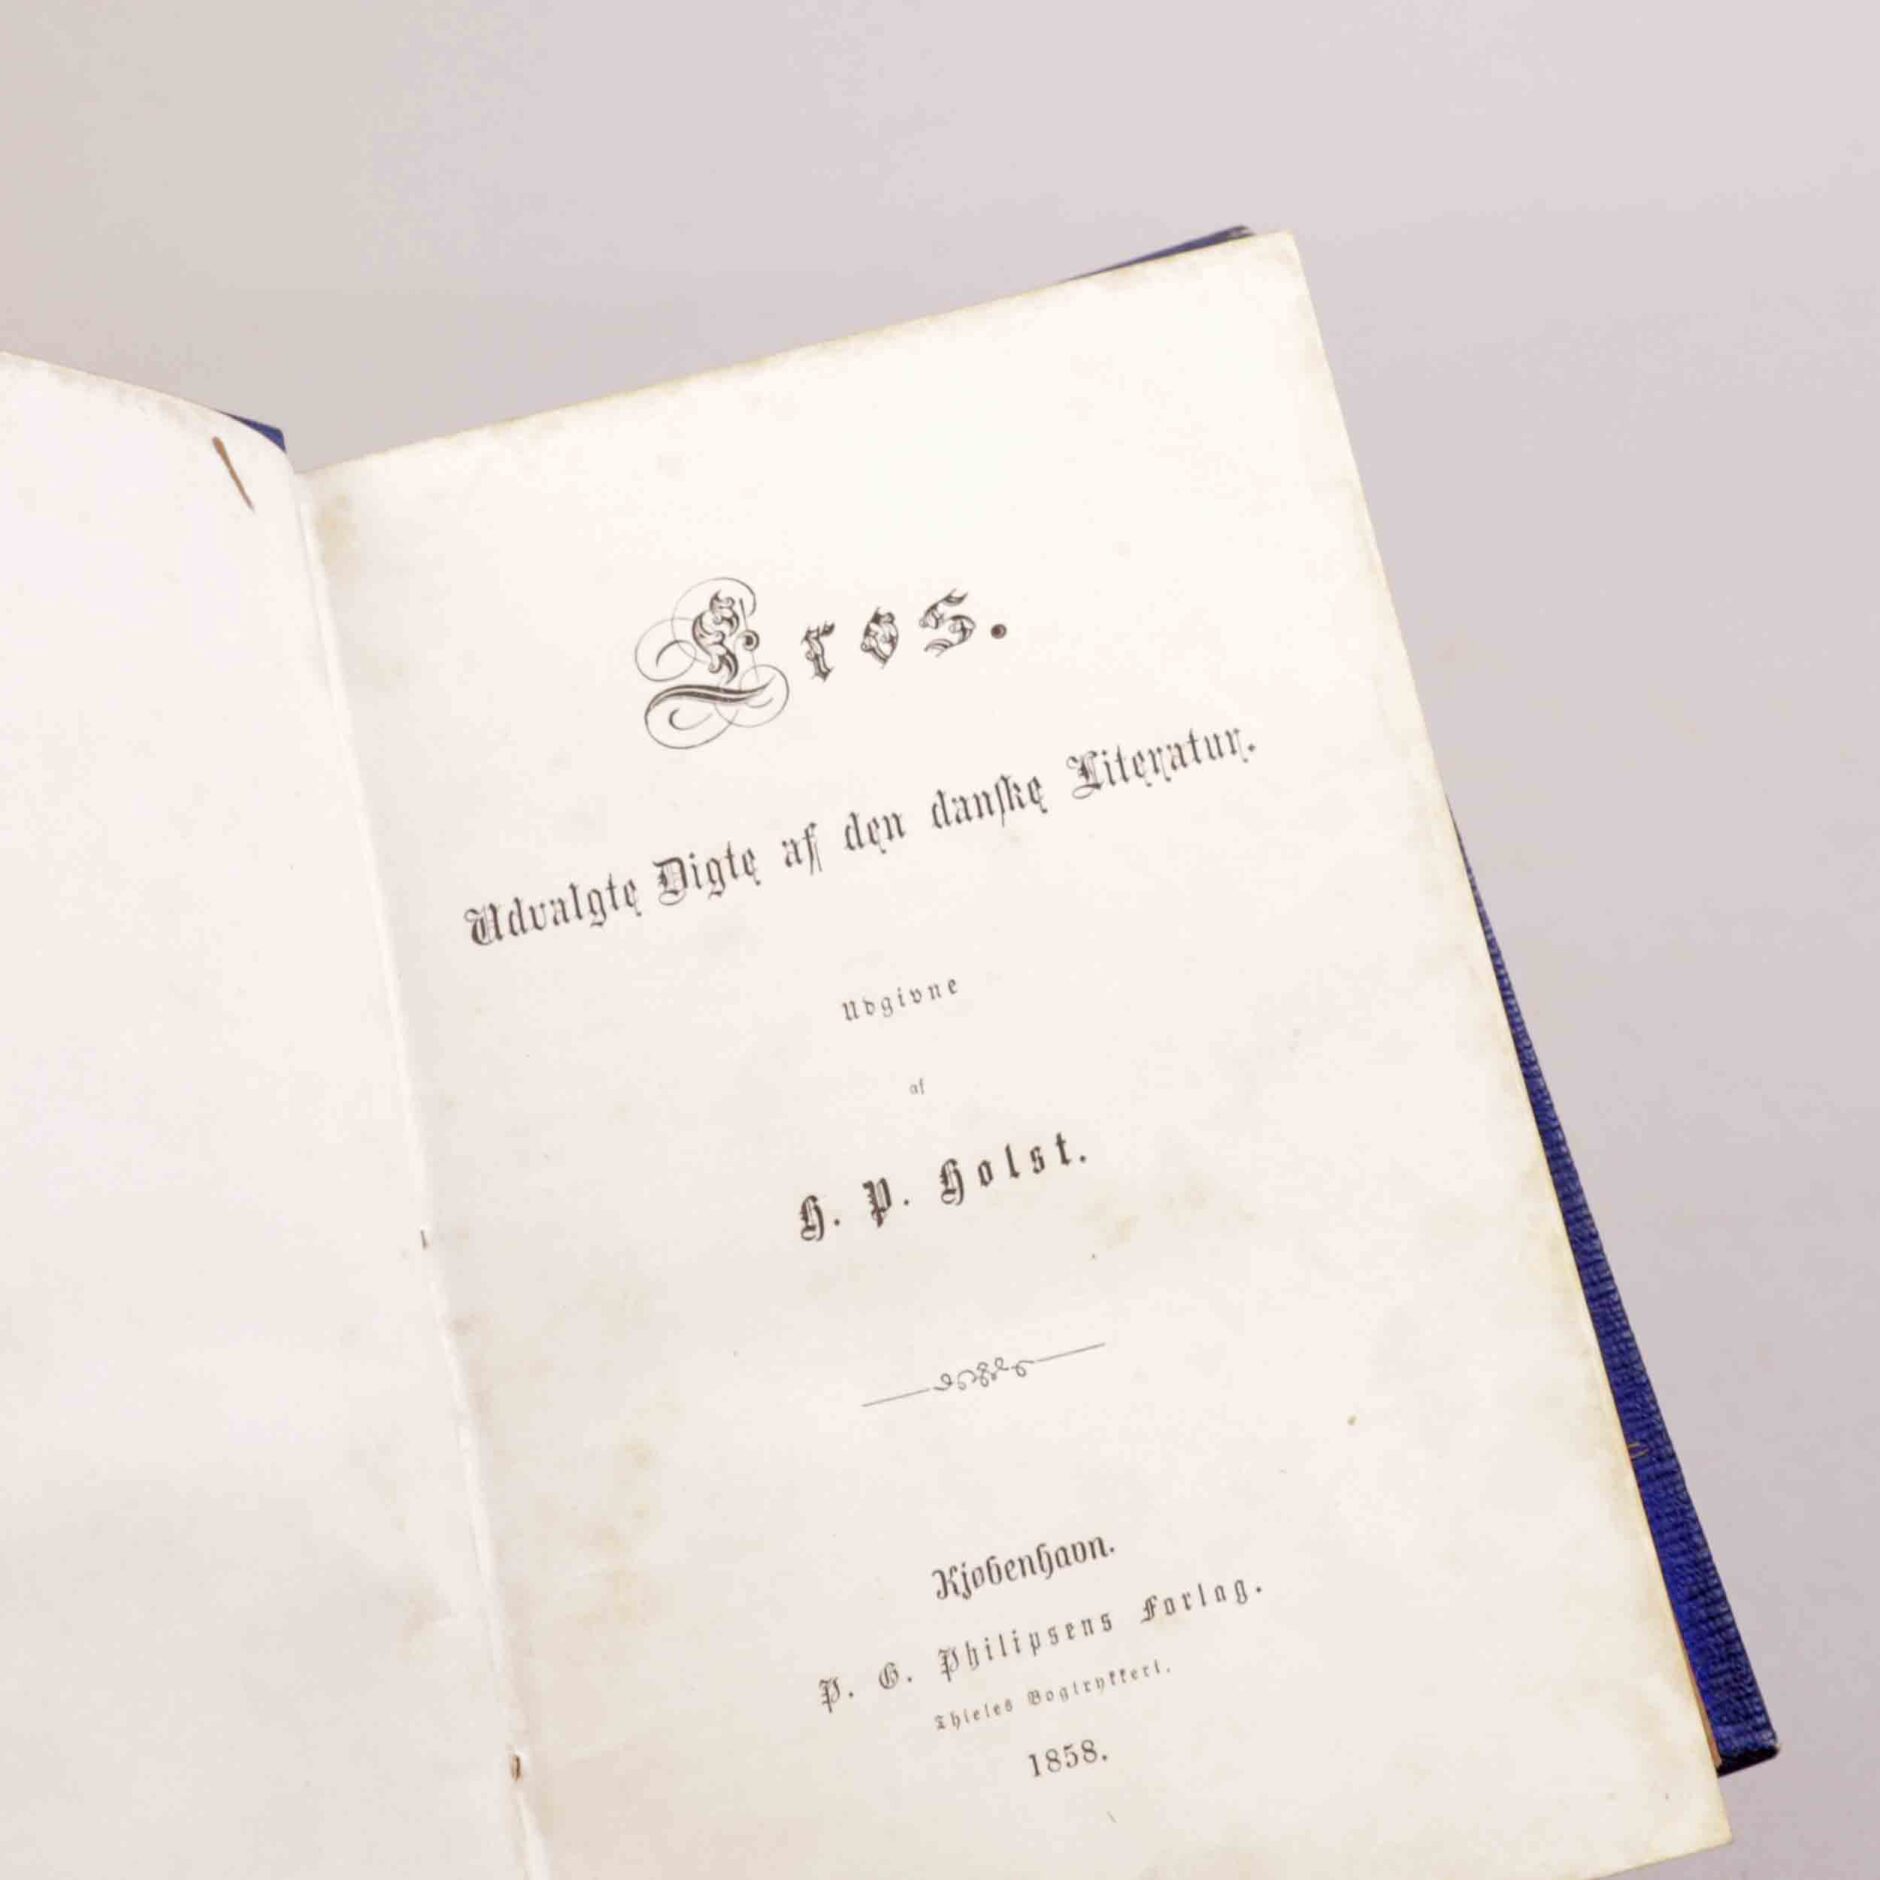 Eros.
Udvalgte Digte af den danske Literatur.
Udgivne
af
H. P. Holst.
Kjøbenhavn.
P. G. Philipsens Forlag.
Thieles Bogtrykkeri.
1858.